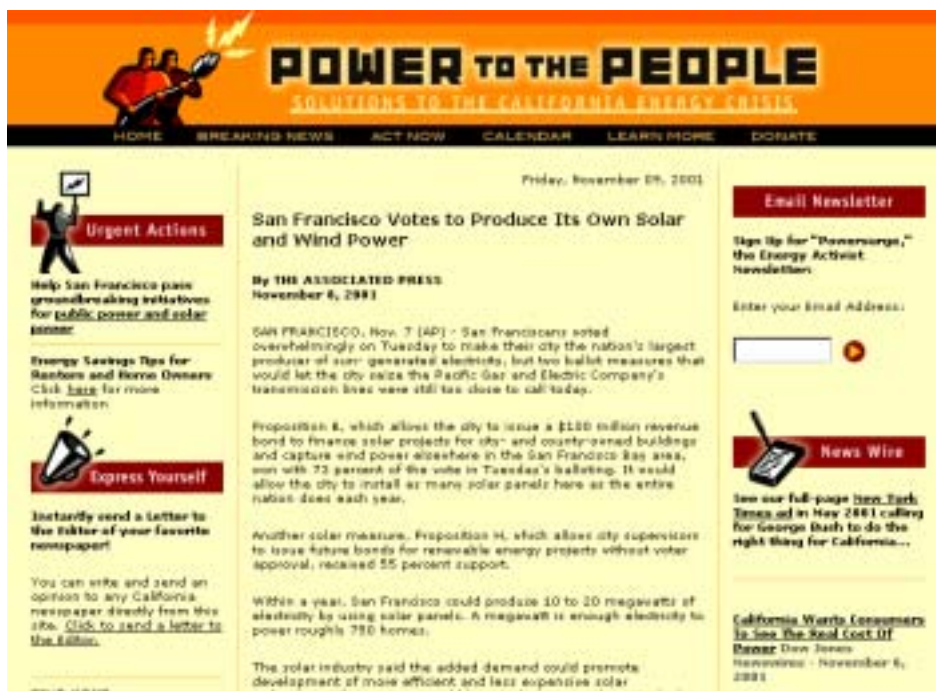 POWER TO THE PEOPLE
SOLUTIONS TO THE CALIFORNIA ENERGY CRISIS
HOME BREAKING NEWS ACT NOW CALENDAR LEARN MORE DONATE
Urgent Actions
Help San Francisco pass
groundbreaking initiatives
for public power and solar
power
Energy Savings Tips for
Renters and Home Owners
Click here for more
information
Express Yourself
Instantly send a Letter to
the Editor of your favorite
newspaper!
You can write and send an
opinion to any California
newspaper directly from this
site. Click to send a letter to
the Editor.
Friday, November 09, 2001
San Francisco Votes to Produce Its Own Solar
and Wind Power
By THE ASSOCIATED PRESS
November 8, 2001
SAN FRANCISCO, Nov. 7 (AP) - San Franciscans voted
overwhelmingly on Tuesday to make their city the nation's largest
producer of sun- generated electricity, but two ballot measures that
would let the city seize the Pacific Gas and Electric Company's
transmission lines were still too close to call today.
Proposition B, which allows the city to issue a $100 million revenue
bond to finance solar projects for city- and county-owned buildings
and capture wind power elsewhere in the San Francisco Bay area,
won with 73 percent of the vote in Tuesday's balloting. It would
allow the city to install as many solar panels here as the entire
nation does each year.
Another solar measure, Proposition H, which allows city supervisors
to issue future bonds for renewable energy projects without voter
approval, received 55 percent support.
Within a year, San Francisco could produce 10 to 20 megawatts of
electricity by using solar panels. A megawatt is enough electricity to
power roughly 750 homes.
The solar industry said the added demand could promote
development of more efficient and less expensive solar
Email Newsletter
Sign Up for "Powersurge,"
the Energy Activist
Newsletter:
Enter your Email Address:
News Wire
See our full-page New York
Times ad in May 2001 calling
for George Bush to do the
right thing for California...
California Wants Consumers
To See The Real Cost Of
Power Dow Jones
Newswires - November 6,
2001